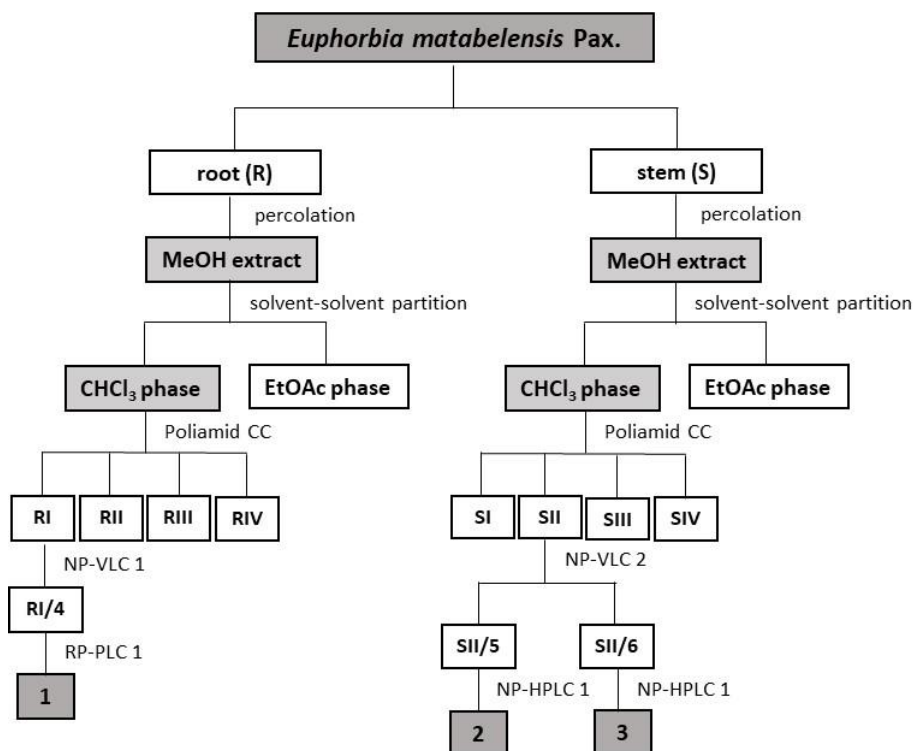 Euphorbia matabelensis Pax.
root (R)
stem (S)
percolation
percolation
MeOH extract
MeOH extract
solvent-solvent partition
solvent-solvent partition
CHCl₃ phase
EtOAc phase
CHCl₃ phase
EtOAc phase
Poliamid CC
Poliamid CC
RI
RII
RIII
RIV
SI
SII
SIII
SIV
NP-VLC 1
NP-VLC 2
RI/4
SII/5
SII/6
RP-PLC 1
NP-HPLC 1
NP-HPLC 1
1
2
3